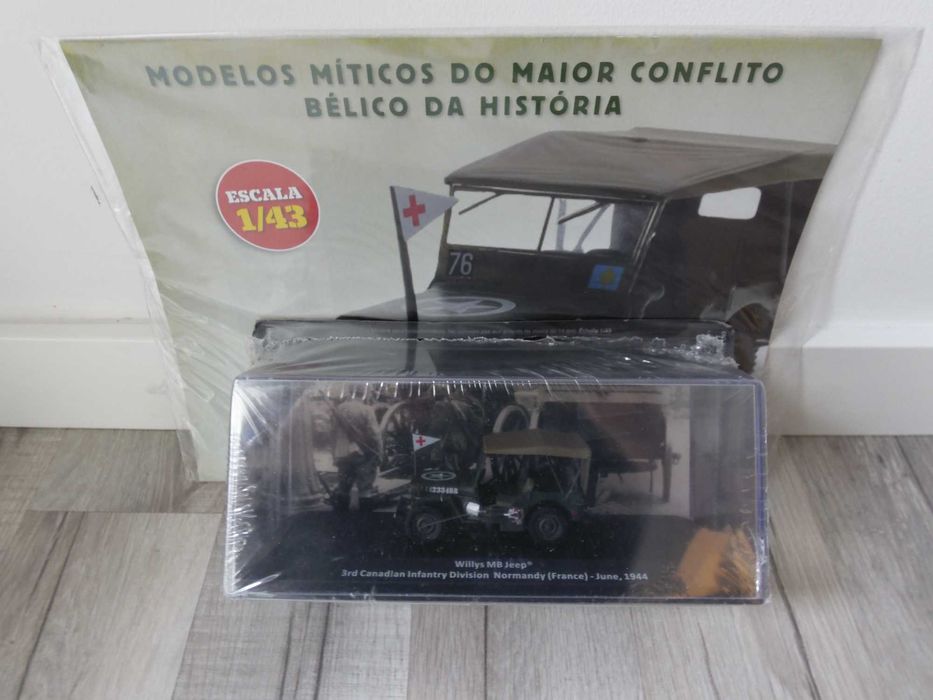 MODELOS MÍTICOS DO MAIOR CONFLITO
BÉLICO DA HISTÓRIA
ESCALA
1/43
76
Willys MB Jeep®
3rd Canadian Infantry Division Normandy (France) - June, 1944